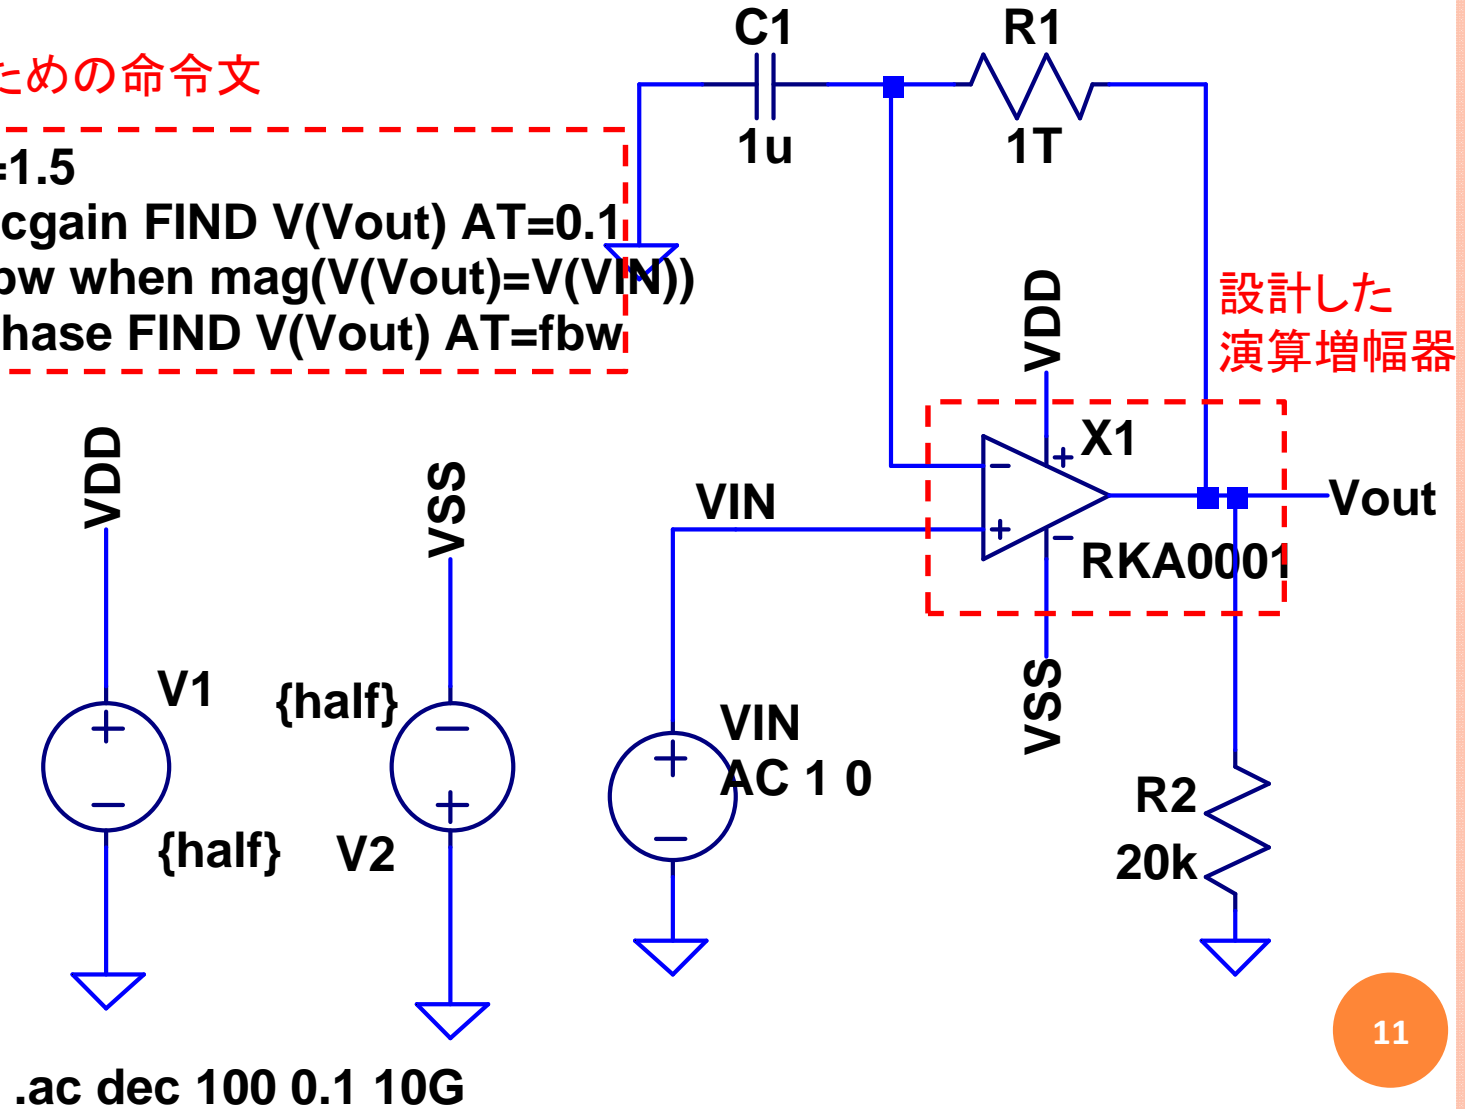 ための命令文
=1.5
cgain FIND V(Vout) AT=0.1
bw when mag(V(Vout)=V(VIN))
hase FIND V(Vout) AT=fbw
C1
1u
R1
1T
設計した
演算増幅器
VDD
X1
RKA0001
VSS
VIN
Vout
VDD
V1
{half}
VSS
{half}
V2
VIN
AC 1 0
R2
20k
.ac dec 100 0.1 10G
11